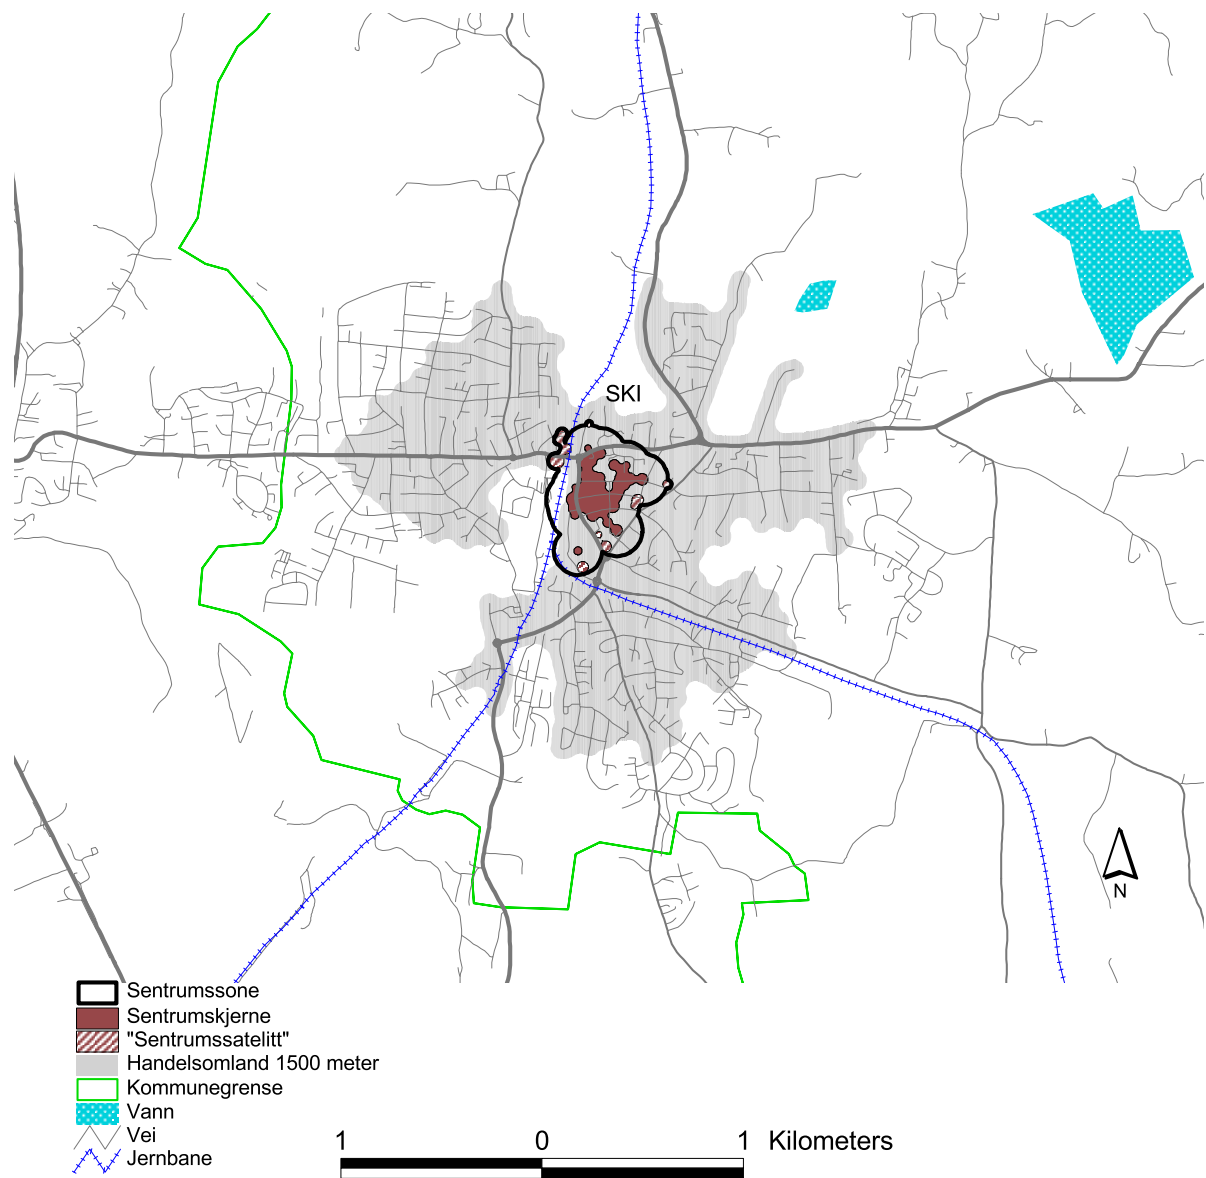 SKI
N
Sentrumssone
Sentrumskjerne
"Sentrumssatelitt"
Handelsomland 1500 meter
Kommunegrense
Vann
Vei
Jernbane
1 0 1 Kilometers